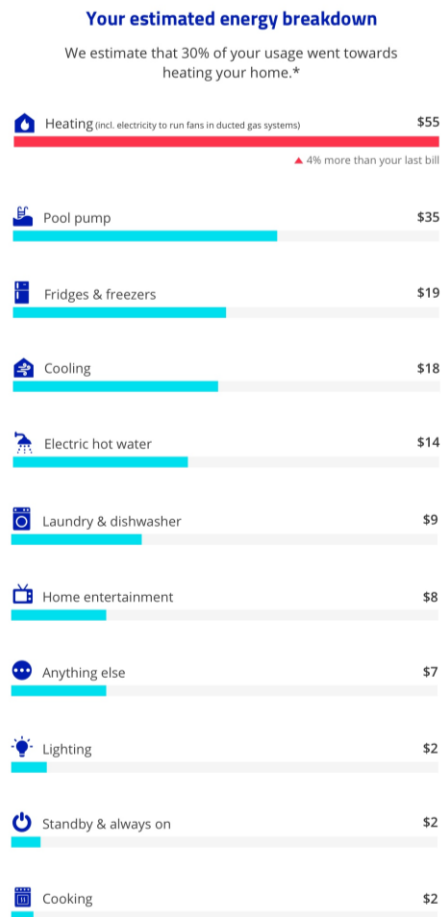 Your estimated energy breakdown
We estimate that 30% of your usage went towards
heating your home.*
Heating (incl. electricity to run fans in ducted gas systems) $55
▲ 4% more than your last bill
Pool pump $35
Fridges & freezers $19
Cooling $18
Electric hot water $14
Laundry & dishwasher $9
Home entertainment $8
Anything else $7
Lighting $2
Standby & always on $2
Cooking $2